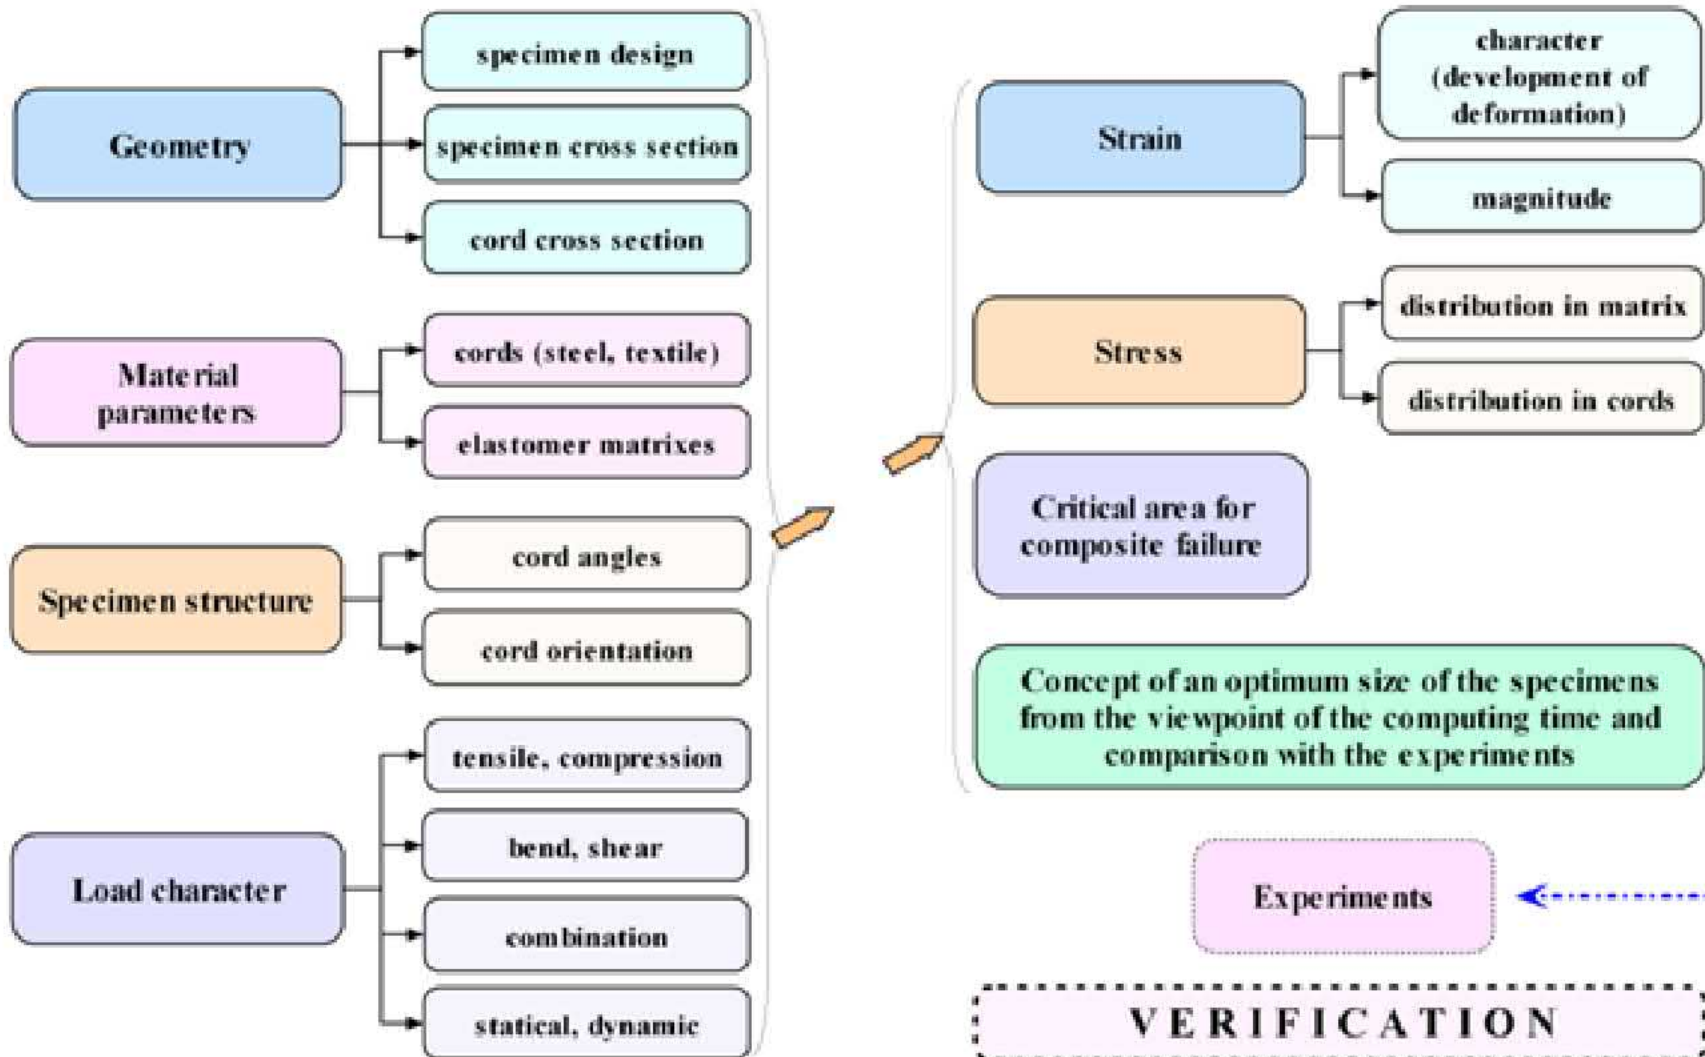 Geometry
specimen design
specimen cross section
cord cross section
Material
parameters
cords (steel, textile)
elastomer matrixes
Specimen structure
cord angles
cord orientation
Load character
tensile, compression
bend, shear
combination
statical, dynamic
Strain
character
(development of
deformation)
magnitude
Stress
distribution in matrix
distribution in cords
Critical area for
composite failure
Concept of an optimum size of the specimens
from the viewpoint of the computing time and
comparison with the experiments
Experiments
VERIFICATION